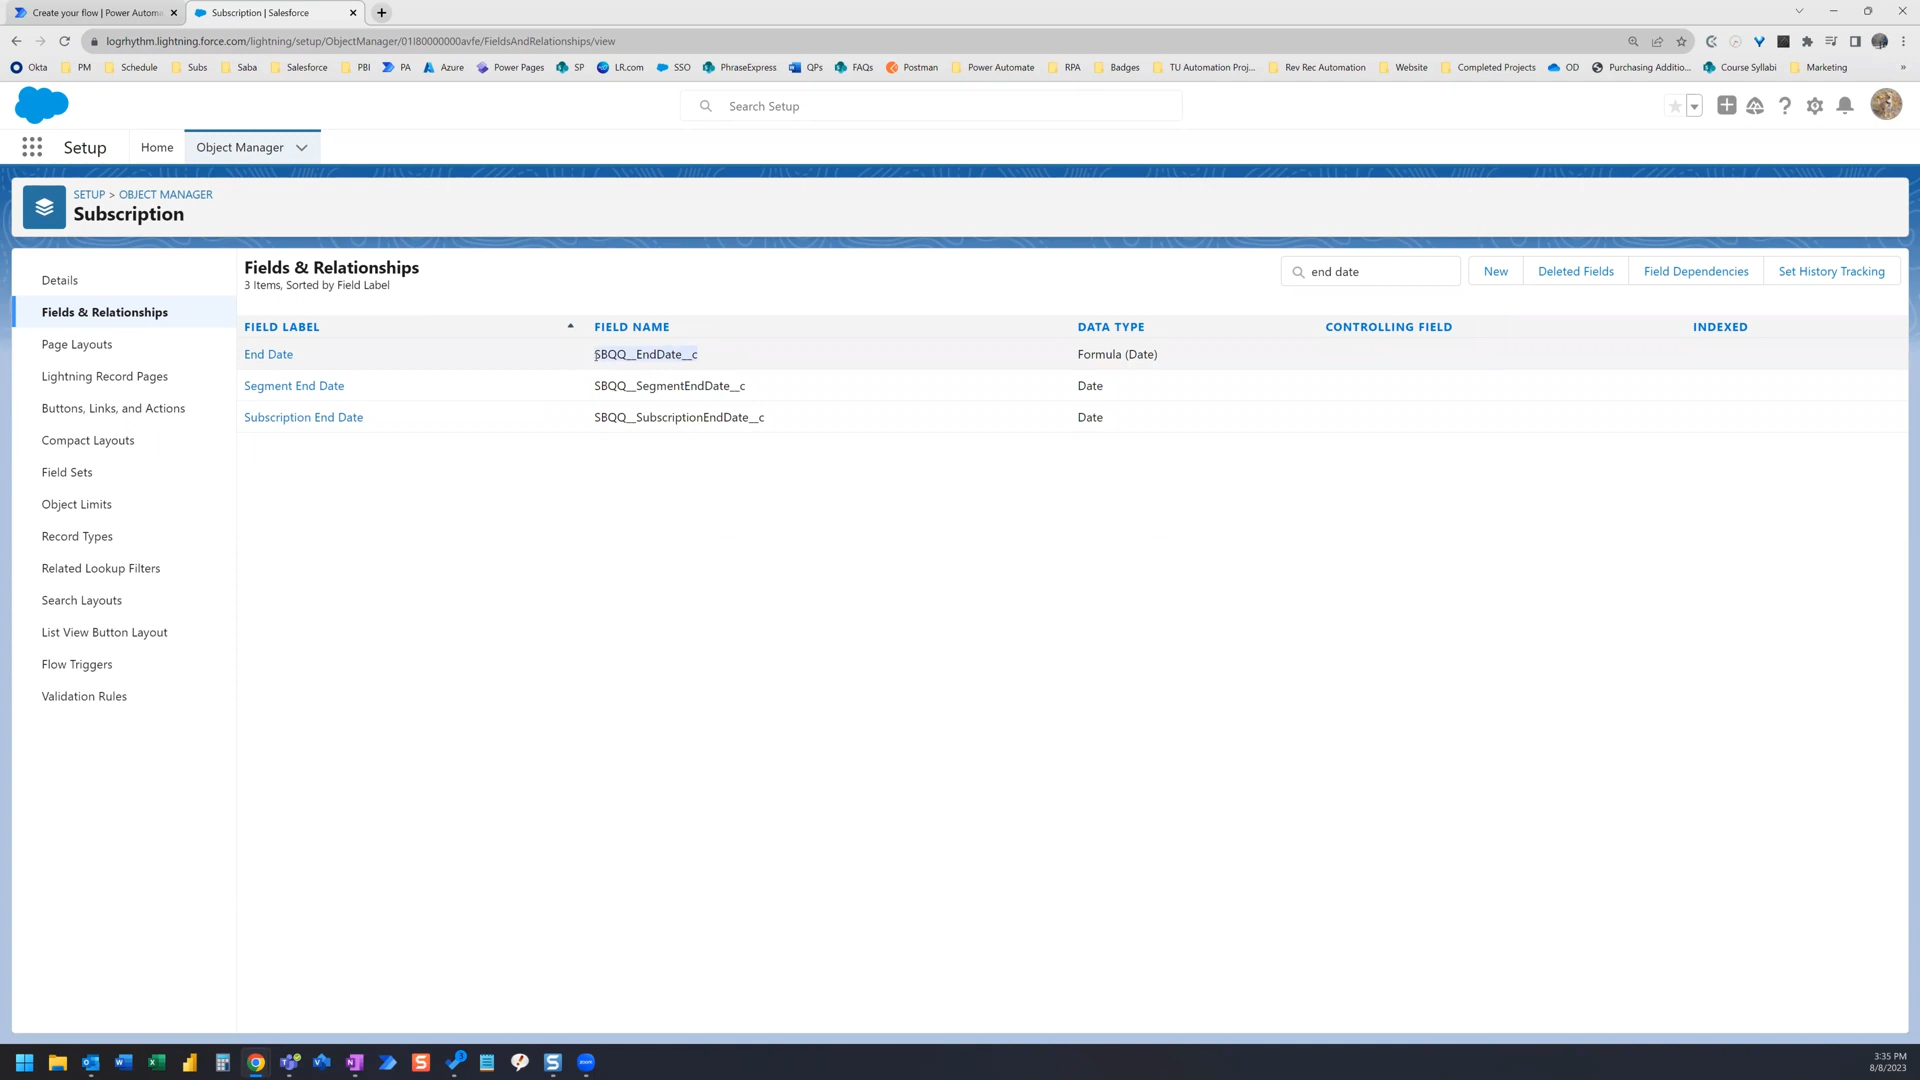 Create your flow | Power Automa
Subscription | Salesforce
logrhythm.lightning.force.com/lightning/setup/ObjectManager/01I80000000avfe/FieldsAndRelationships/view
Okta PM Schedule Subs Saba Salesforce PBI PA Azure Power Pages SP LR.com SSO PhraseExpress QPs FAQs Postman Power Automate RPA Badges TU Automation Proj... Rev Rec Automation Website Completed Projects OD Purchasing Additio... Course Syllabi Marketing »
Search Setup
Setup Home Object Manager
SETUP > OBJECT MANAGER
Subscription
Details
Fields & Relationships
Page Layouts
Lightning Record Pages
Buttons, Links, and Actions
Compact Layouts
Field Sets
Object Limits
Record Types
Related Lookup Filters
Search Layouts
List View Button Layout
Flow Triggers
Validation Rules
Fields & Relationships
3 Items, Sorted by Field Label
end date
New Deleted Fields Field Dependencies Set History Tracking
FIELD LABEL FIELD NAME DATA TYPE CONTROLLING FIELD INDEXED
End Date SBQQ__EndDate__c Formula (Date)
Segment End Date SBQQ__SegmentEndDate__c Date
Subscription End Date SBQQ__SubscriptionEndDate__c Date
3:35 PM
8/8/2023